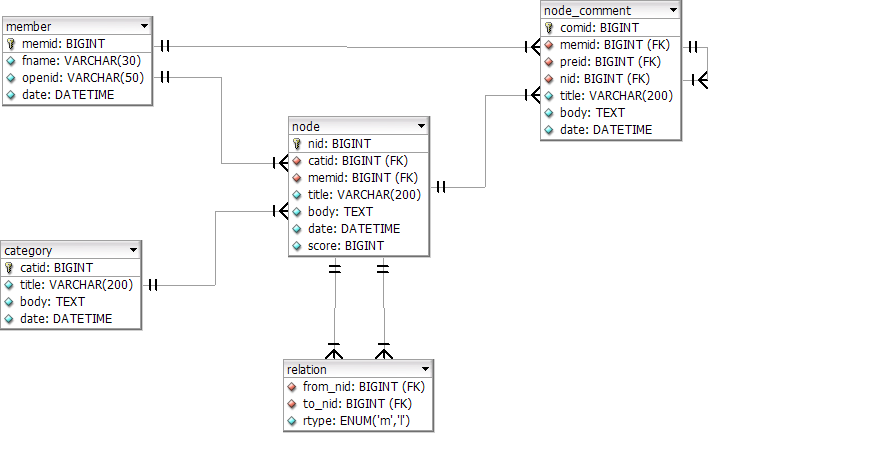 member
memid: BIGINT
fname: VARCHAR(30)
openid: VARCHAR(50)
date: DATETIME
node_comment
comid: BIGINT
memid: BIGINT (FK)
preid: BIGINT (FK)
nid: BIGINT (FK)
title: VARCHAR(200)
body: TEXT
date: DATETIME
node
nid: BIGINT
catid: BIGINT (FK)
memid: BIGINT (FK)
title: VARCHAR(200)
body: TEXT
date: DATETIME
score: BIGINT
category
catid: BIGINT
title: VARCHAR(200)
body: TEXT
date: DATETIME
relation
from_nid: BIGINT (FK)
to_nid: BIGINT (FK)
rtype: ENUM('m','l')